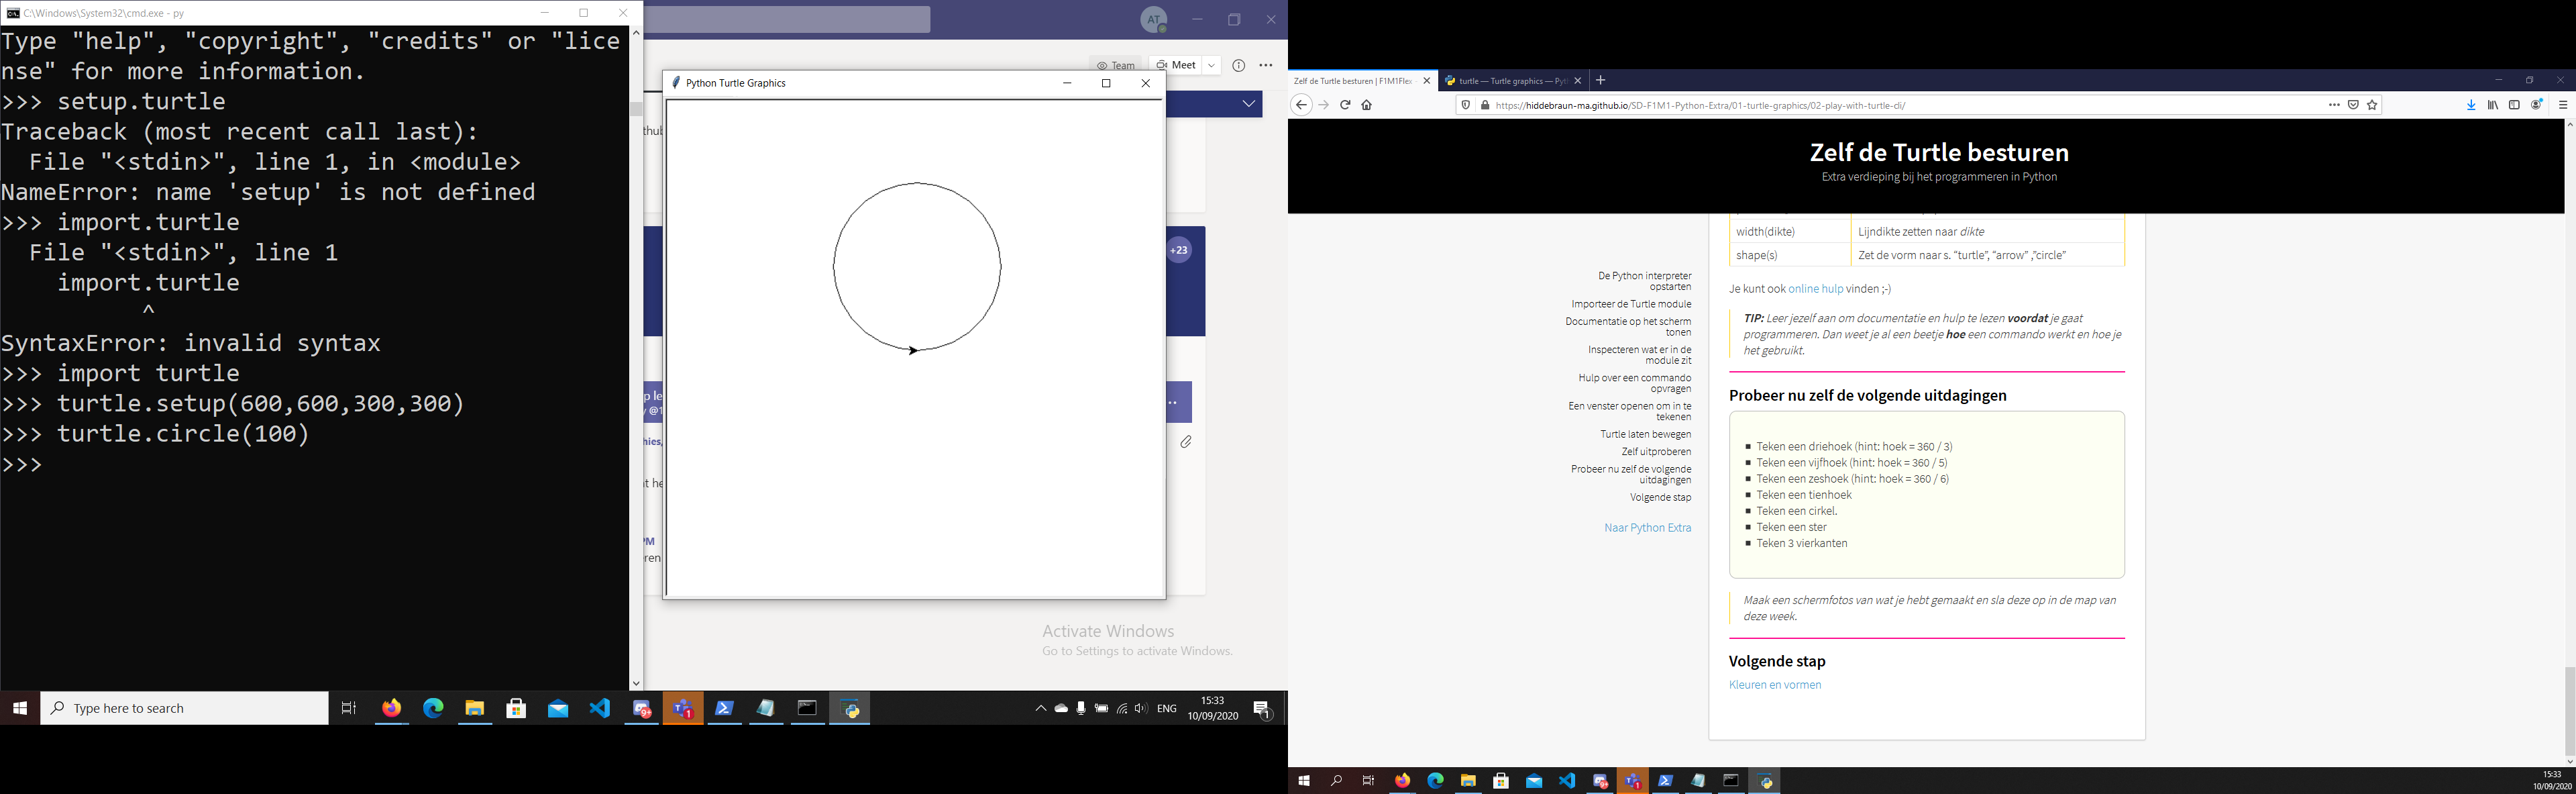 C:\Windows\System32\cmd.exe - py
Type "help", "copyright", "credits" or "lice
nse" for more information.
>>> setup.turtle
Traceback (most recent call last):
  File "<stdin>", line 1, in <module>
NameError: name 'setup' is not defined
>>> import.turtle
  File "<stdin>", line 1
    import.turtle
          ^
SyntaxError: invalid syntax
>>> import turtle
>>> turtle.setup(600,600,300,300)
>>> turtle.circle(100)
>>>
AT
Team
Meet
Python Turtle Graphics
+23
Activate Windows
Go to Settings to activate Windows.
Type here to search
ENG
15:33
10/09/2020
1
Zelf de Turtle besturen | F1M1Flex
turtle — Turtle graphics — Pyt
https://hiddebraun-ma.github.io/SD-F1M1-Python-Extra/01-turtle-graphics/02-play-with-turtle-cli/
Zelf de Turtle besturen
Extra verdieping bij het programmeren in Python
De Python interpreter
opstarten
Importeer de Turtle module
Documentatie op het scherm
tonen
Inspecteren wat er in de
module zit
Hulp over een commando
opvragen
Een venster openen om in te
tekenen
Turtle laten bewegen
Zelf uitproberen
Probeer nu zelf de volgende
uitdagingen
Volgende stap
Naar Python Extra
width(dikte) Lijndikte zetten naar dikte
shape(s) Zet de vorm naar s. “turtle”, “arrow” ,”circle”
Je kunt ook online hulp vinden ;-)
TIP: Leer jezelf aan om documentatie en hulp te lezen voordat je gaat
programmeren. Dan weet je al een beetje hoe een commando werkt en hoe je
het gebruikt.
Probeer nu zelf de volgende uitdagingen
Teken een driehoek (hint: hoek = 360 / 3)
Teken een vijfhoek (hint: hoek = 360 / 5)
Teken een zeshoek (hint: hoek = 360 / 6)
Teken een tienhoek
Teken een cirkel.
Teken een ster
Teken 3 vierkanten
Maak een schermfotos van wat je hebt gemaakt en sla deze op in de map van
deze week.
Volgende stap
Kleuren en vormen
15:33
10/09/2020